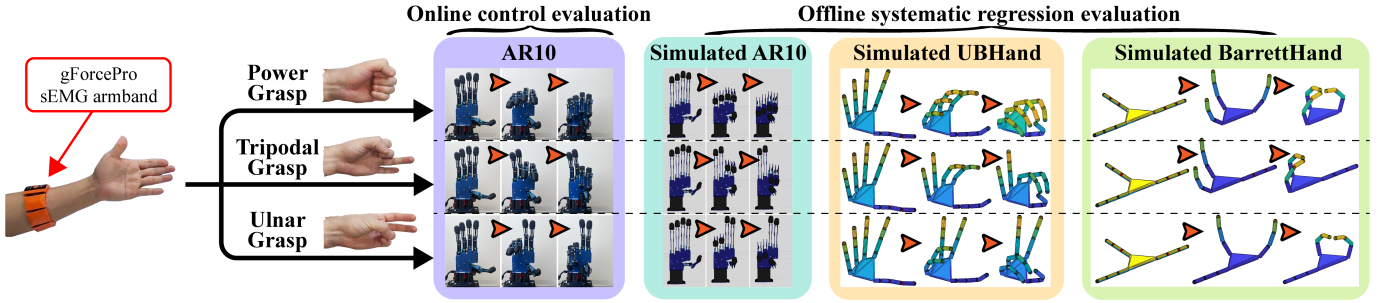 Online control evaluation
Offline systematic regression evaluation
gForcePro
sEMG armband
Power
Grasp
Tripodal
Grasp
Ulnar
Grasp
AR10
Simulated AR10
Simulated UBHand
Simulated BarrettHand